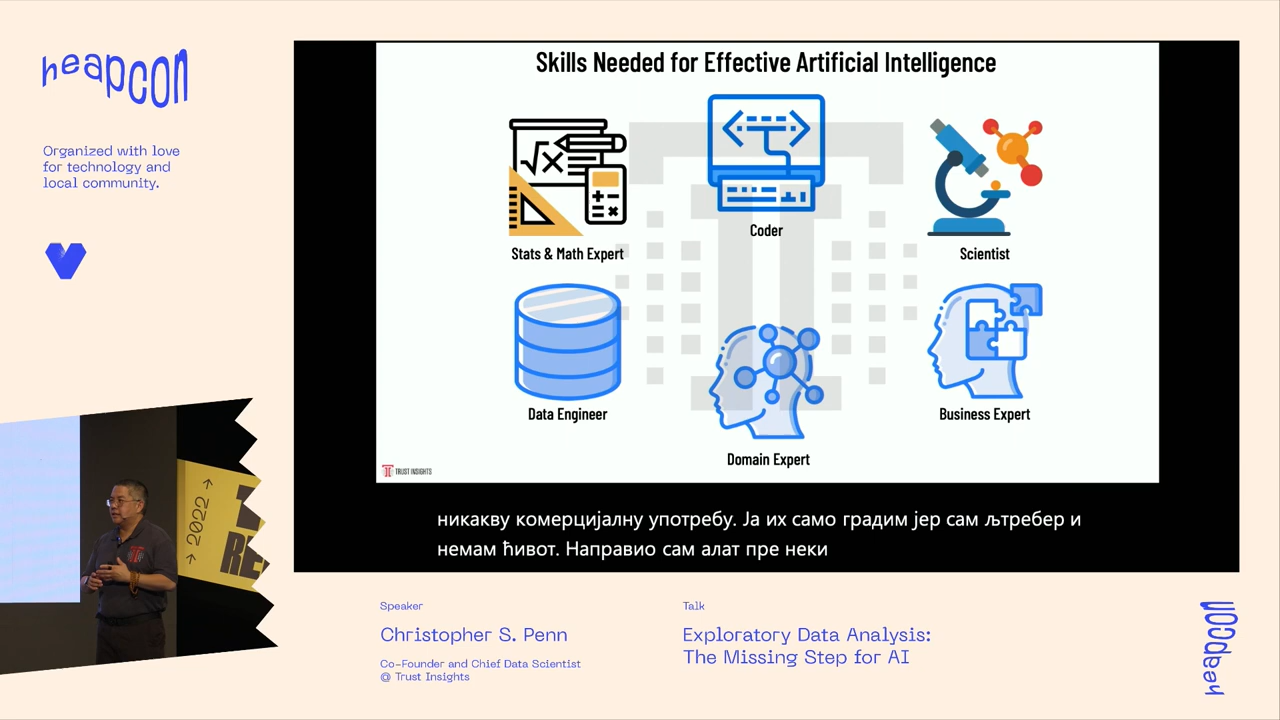 heapcon
Organized with love
for technology and
local community.
Skills Needed for Effective Artificial Intelligence
Stats & Math Expert
Coder
Scientist
Data Engineer
Domain Expert
Business Expert
TRUST INSIGHTS
никакву комерцијалну употребу. Ја их само градим јер сам љтребер и
немам ћивот. Направио сам алат пре неки
2022
Speaker
Christopher S. Penn
Co-Founder and Chief Data Scientist
@ Trust Insights
Talk
Exploratory Data Analysis:
The Missing Step for AI
heapcon